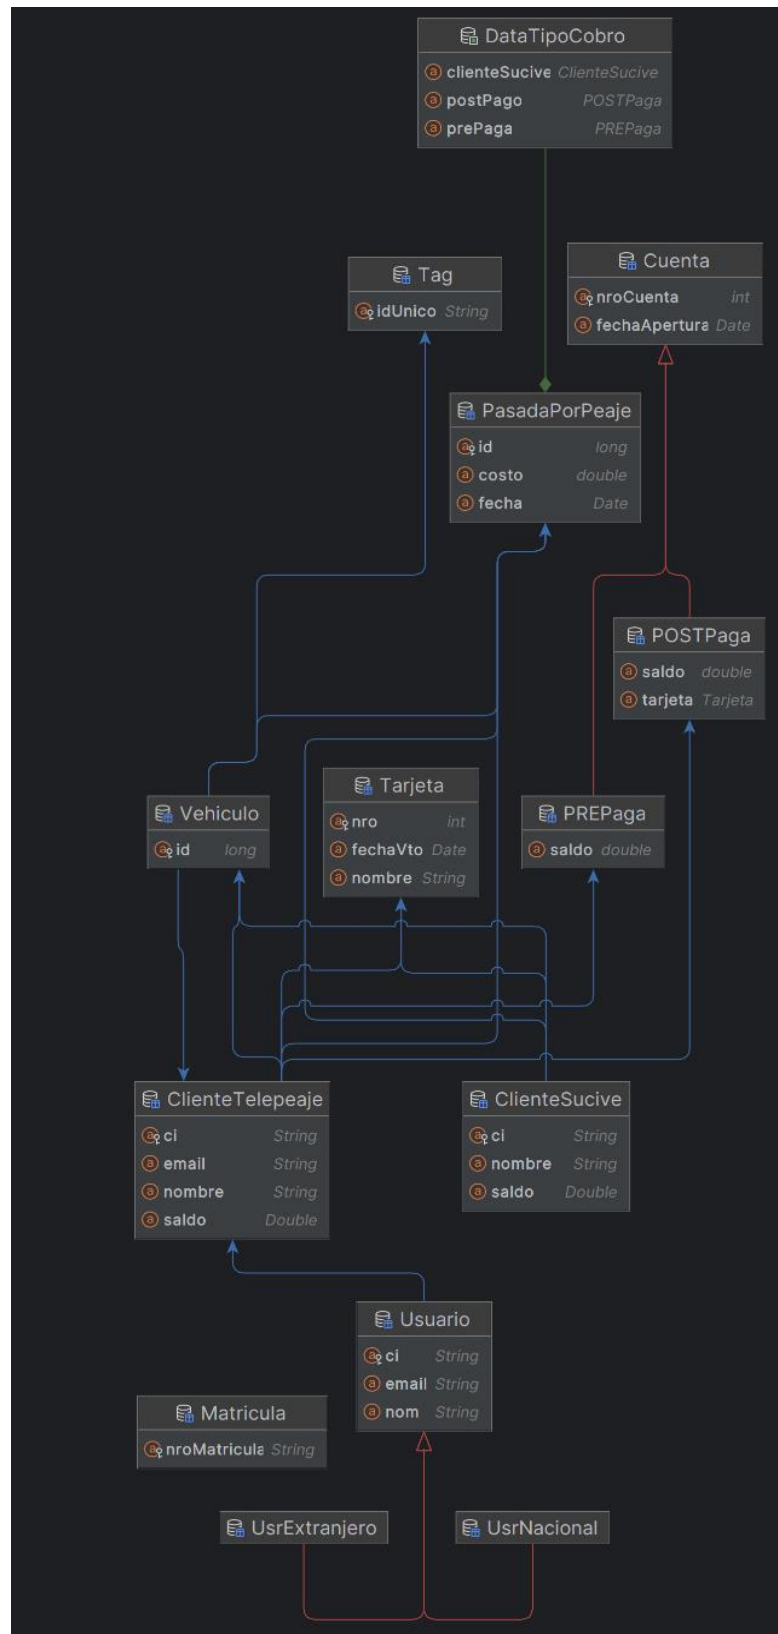 DataTipoCobro
clienteSucive ClienteSucive
postPago POSTPaga
prePaga PREPaga
Tag
idUnico String
Cuenta
nroCuenta int
fechaApertura Date
PasadaPorPeaje
id long
costo double
fecha Date
POSTPaga
saldo double
tarjeta Tarjeta
Vehiculo
id long
Tarjeta
nro int
fechaVto Date
nombre String
PREPaga
saldo double
ClienteTelepeaje
ci String
email String
nombre String
saldo Double
ClienteSucive
ci String
nombre String
saldo Double
Usuario
ci String
email String
nom String
Matricula
nroMatricula String
UsrExtranjero
UsrNacional